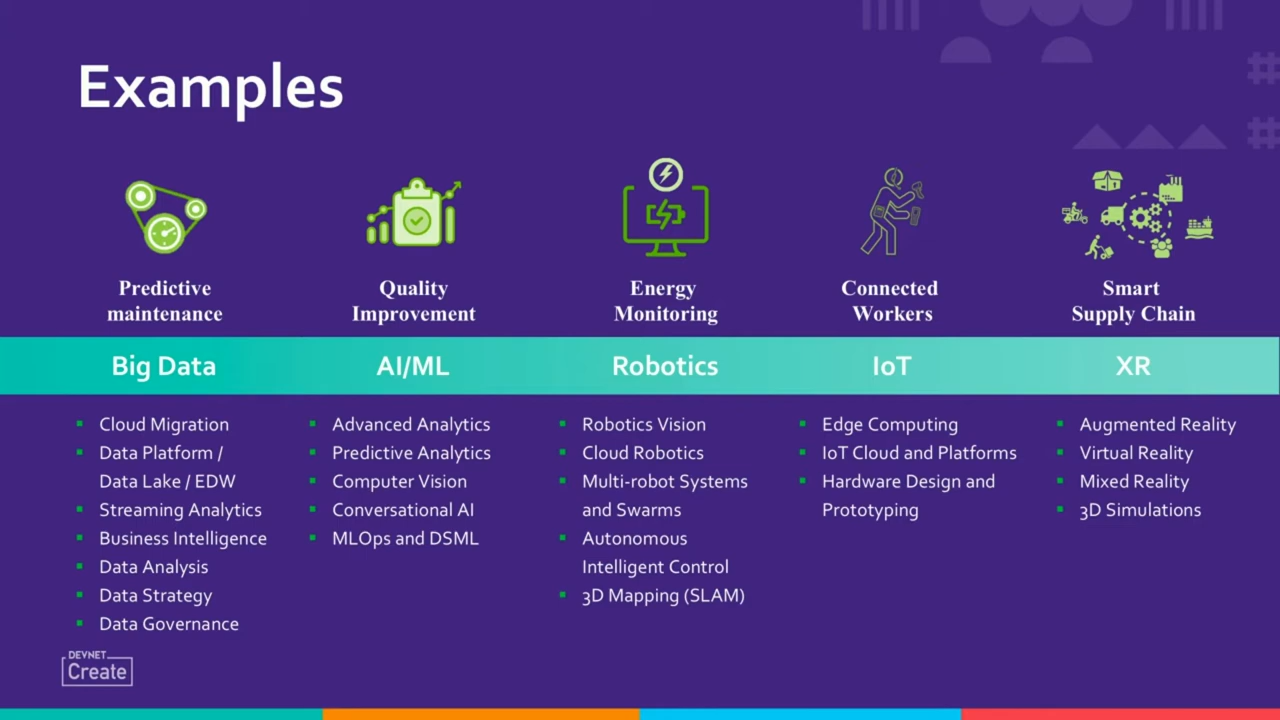 Examples
Predictive
maintenance
Quality
Improvement
Energy
Monitoring
Connected
Workers
Smart
Supply Chain
Big Data
AI/ML
Robotics
IoT
XR
Cloud Migration
Data Platform /
Data Lake / EDW
Streaming Analytics
Business Intelligence
Data Analysis
Data Strategy
Data Governance
Advanced Analytics
Predictive Analytics
Computer Vision
Conversational AI
MLOps and DSML
Robotics Vision
Cloud Robotics
Multi-robot Systems
and Swarms
Autonomous
Intelligent Control
3D Mapping (SLAM)
Edge Computing
IoT Cloud and Platforms
Hardware Design and
Prototyping
Augmented Reality
Virtual Reality
Mixed Reality
3D Simulations
DEVNET
Create